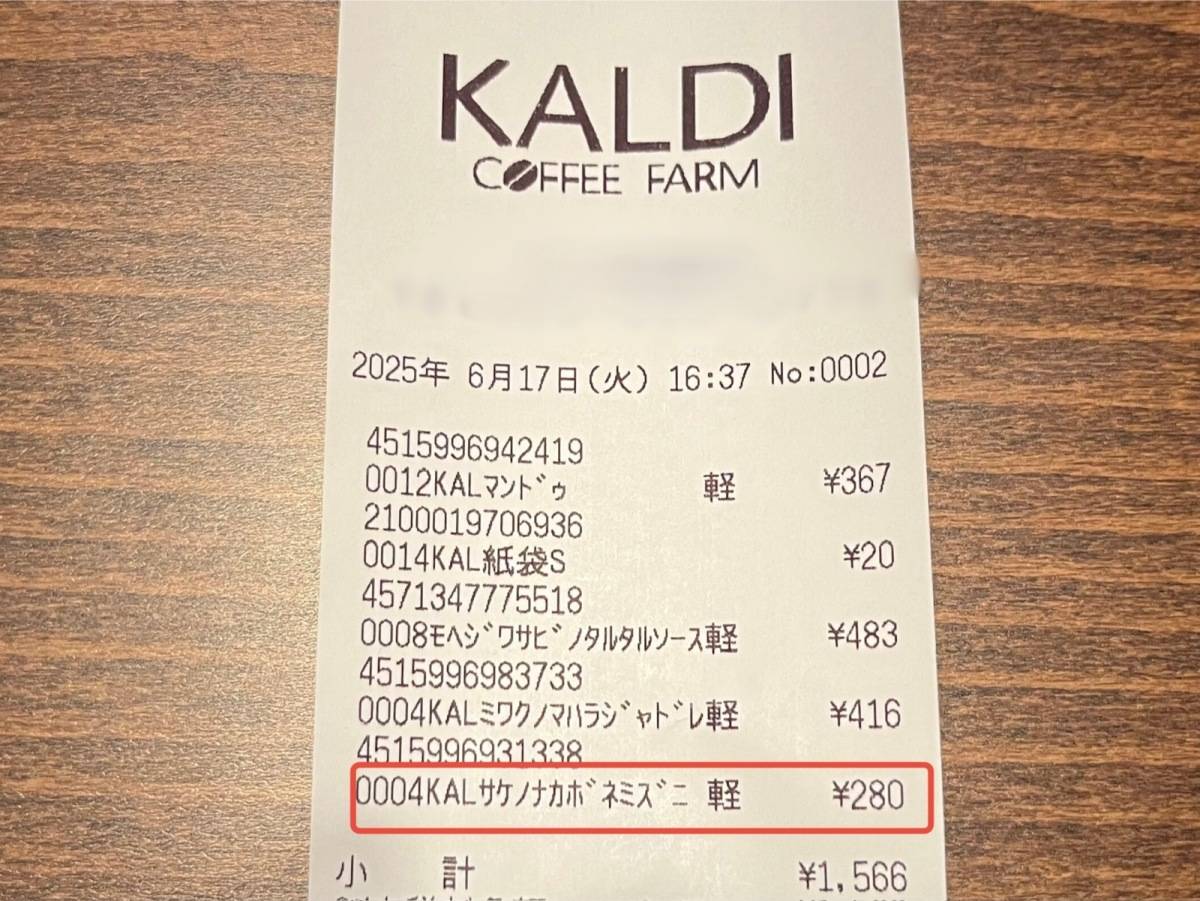 KALDI
COFFEE FARM
2025年 6月17日(火) 16:37 No:0002
4515996942419
0012KALﾏﾝﾄﾞｩ 軽 ¥367
2100019706936
0014KAL紙袋S ¥20
4571347775518
0008ﾓﾍｼﾞﾜｻﾋﾞﾉﾀﾙﾀﾙｿｰｽ軽 ¥483
4515996983733
0004KALﾐﾜｸﾉﾏﾊﾗｼﾞｬﾄﾞﾚ軽 ¥416
4515996931338
0004KALｻｹﾉﾅｶﾎﾞﾈﾐｽﾞﾆ 軽 ¥280
小 計 ¥1,566